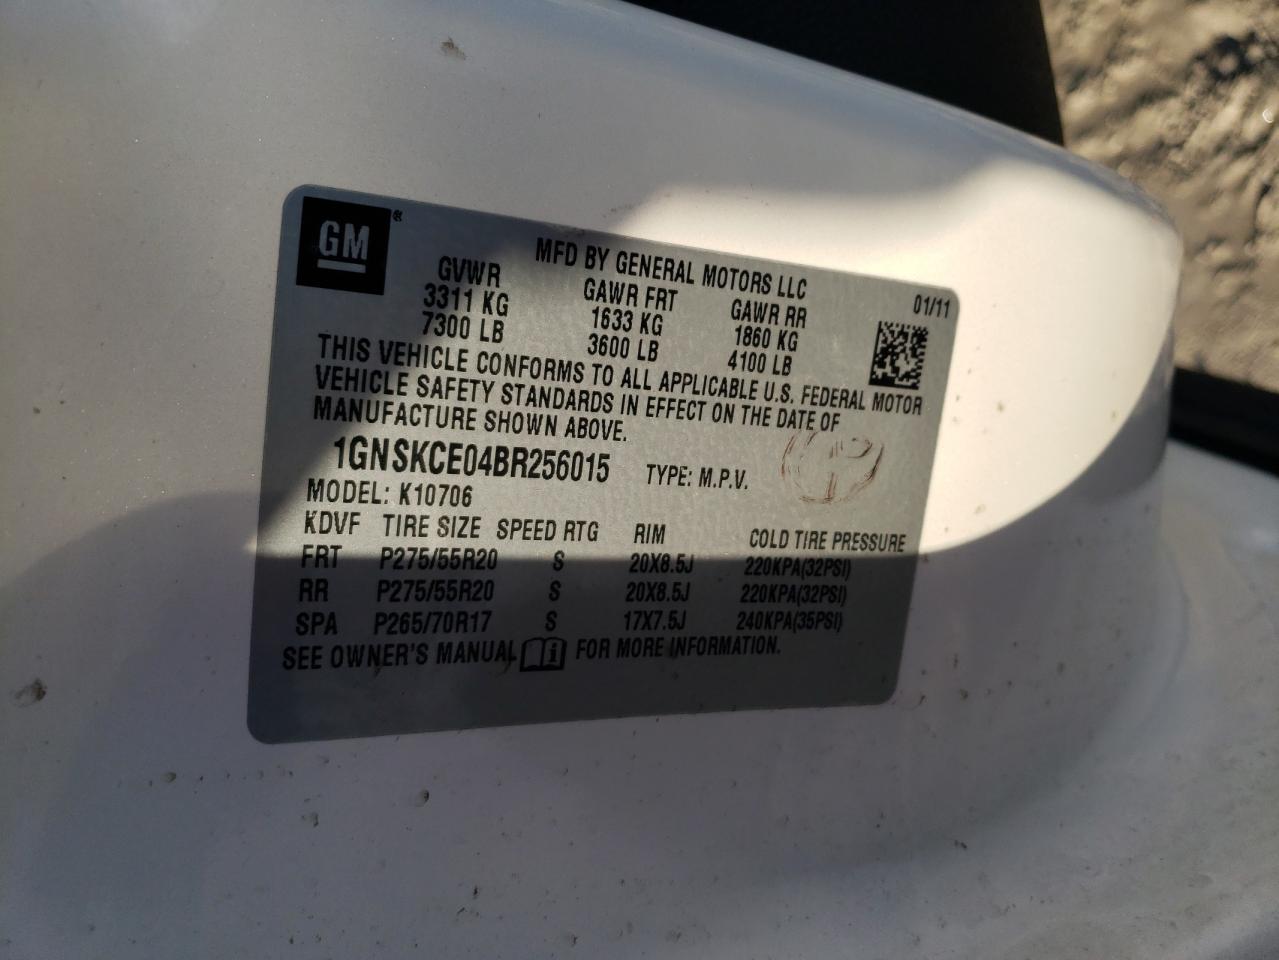 GM ®
MFD BY GENERAL MOTORS LLC
01/11
GVWR GAWR FRT GAWR RR
3311 KG 1633 KG 1860 KG
7300 LB 3600 LB 4100 LB
THIS VEHICLE CONFORMS TO ALL APPLICABLE U.S. FEDERAL MOTOR
VEHICLE SAFETY STANDARDS IN EFFECT ON THE DATE OF
MANUFACTURE SHOWN ABOVE.
1GNSKCE04BR256015 TYPE: M.P.V.
MODEL: K10706
KDVF TIRE SIZE SPEED RTG RIM COLD TIRE PRESSURE
FRT P275/55R20 S 20X8.5J 220KPA(32PSI)
RR P275/55R20 S 20X8.5J 220KPA(32PSI)
SPA P265/70R17 S 17X7.5J 240KPA(35PSI)
SEE OWNER'S MANUAL i FOR MORE INFORMATION.